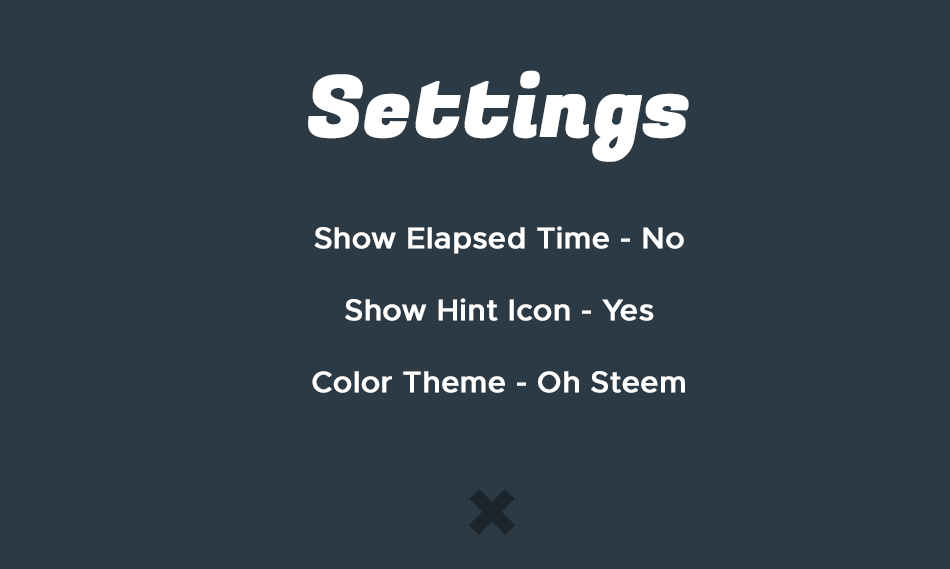 Settings
Show Elapsed Time - No
Show Hint Icon - Yes
Color Theme - Oh Steem